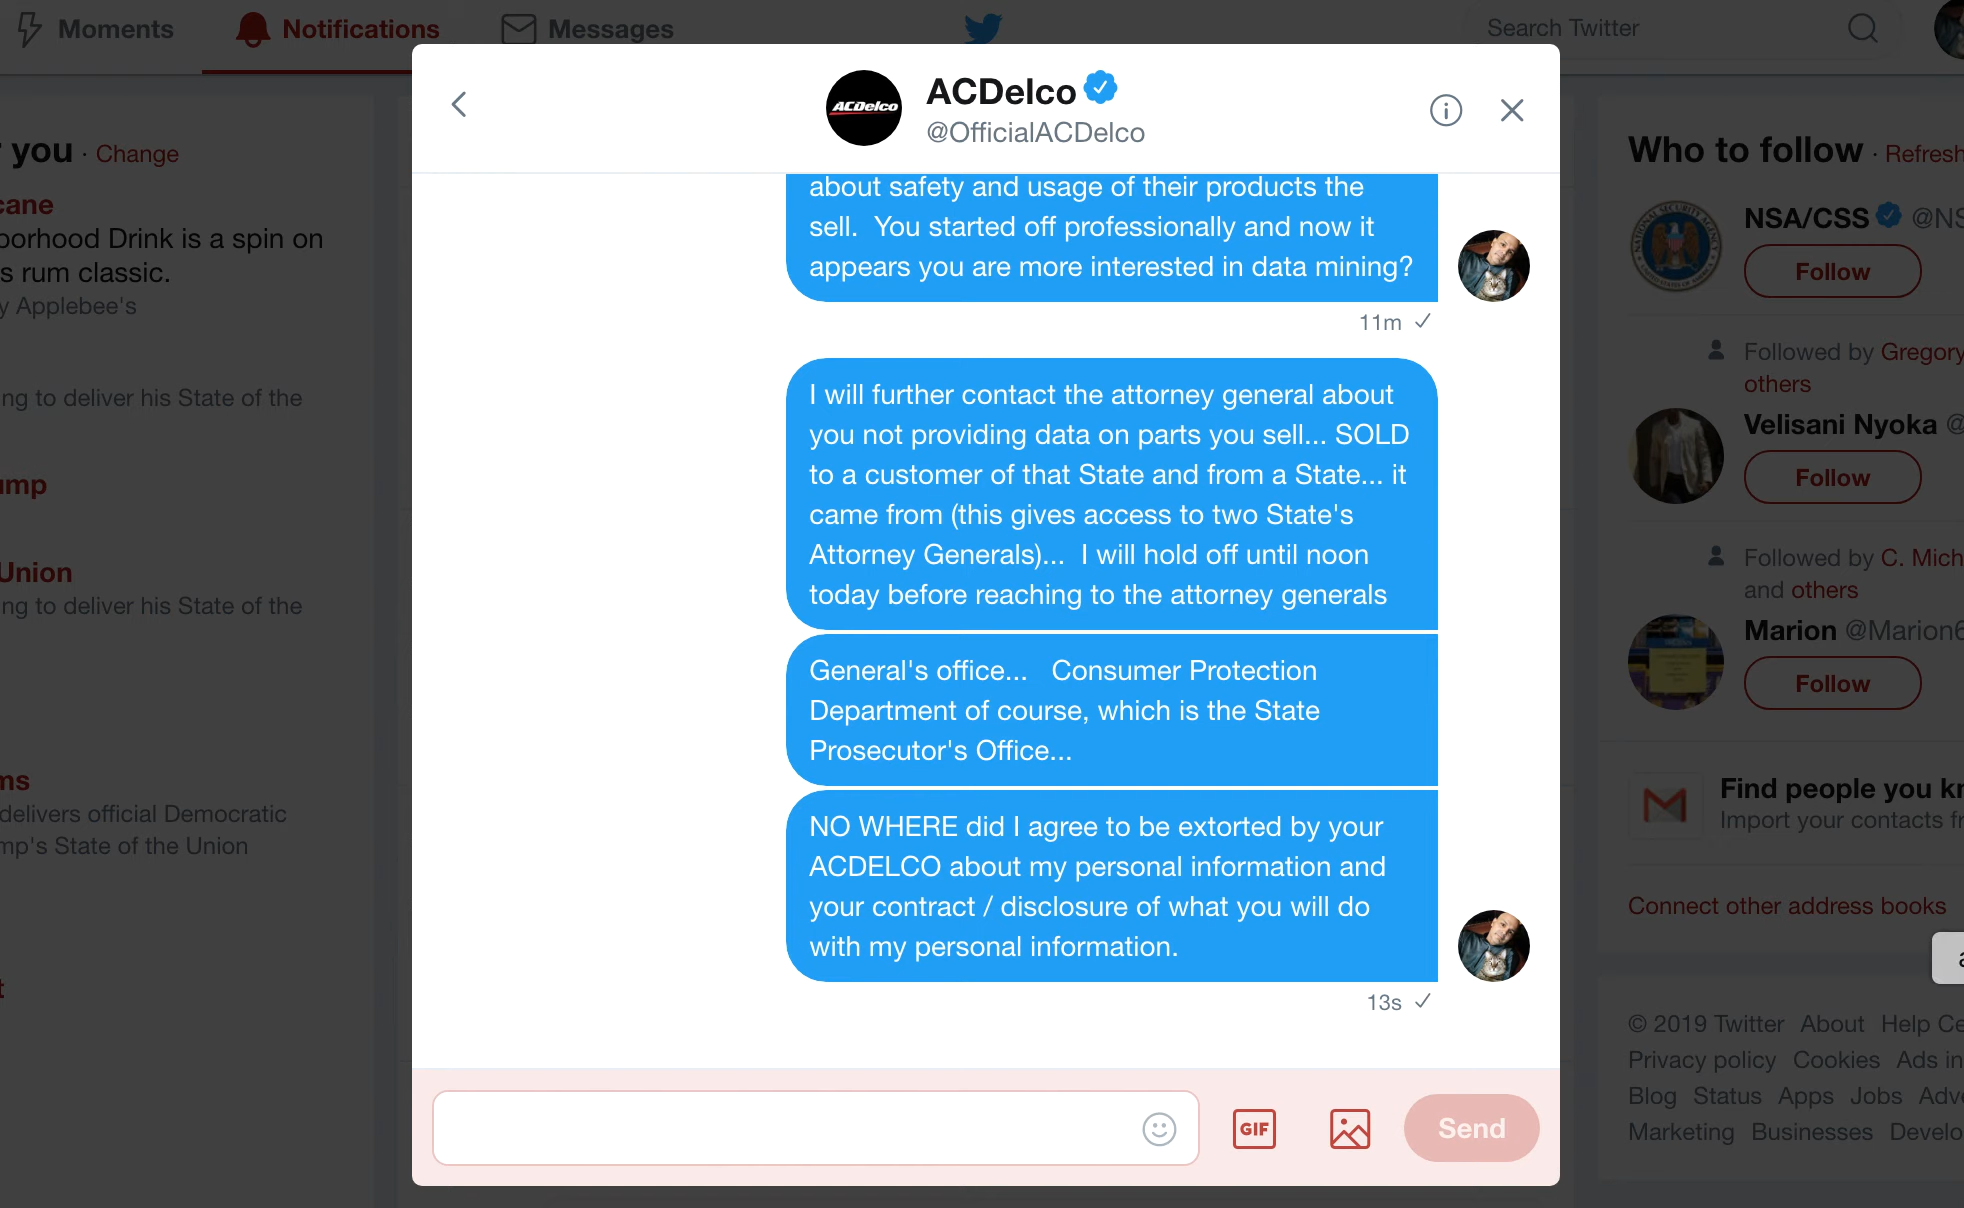 Moments
Notifications
Messages
Search Twitter
ACDelco
ACDelco
@OfficialACDelco
about safety and usage of their products the
sell.  You started off professionally and now it
appears you are more interested in data mining?
11m
I will further contact the attorney general about
you not providing data on parts you sell... SOLD
to a customer of that State and from a State... it
came from (this gives access to two State's
Attorney Generals)...  I will hold off until noon
today before reaching to the attorney generals
General's office...   Consumer Protection
Department of course, which is the State
Prosecutor's Office...
NO WHERE did I agree to be extorted by your
ACDELCO about my personal information and
your contract / disclosure of what you will do
with my personal information.
13s
GIF
Send
you · Change
cane
borhood Drink is a spin on
s rum classic.
y Applebee's
ng to deliver his State of the
ump
Union
ng to deliver his State of the
ms
delivers official Democratic
mp's State of the Union
t
Who to follow · Refresh
NSA/CSS @NS
Follow
Followed by Gregory
others
Velisani Nyoka @
Follow
Followed by C. Mich
and others
Marion @Marion6
Follow
Find people you kn
Import your contacts fr
Connect other address books
© 2019 Twitter About Help Ce
Privacy policy Cookies Ads in
Blog Status Apps Jobs Adve
Marketing Businesses Develo